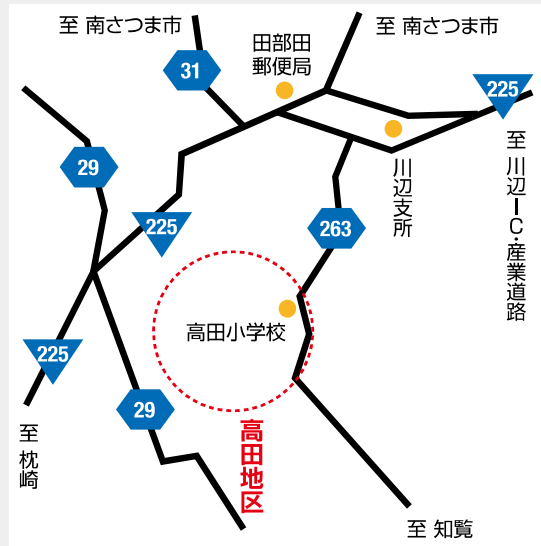 至 南さつま市
至 南さつま市
田部田
郵便局
31
225
29
川辺支所
至 川辺IC・産業道路
225
263
高田小学校
225
29
高田地区
至 枕崎
至 知覧